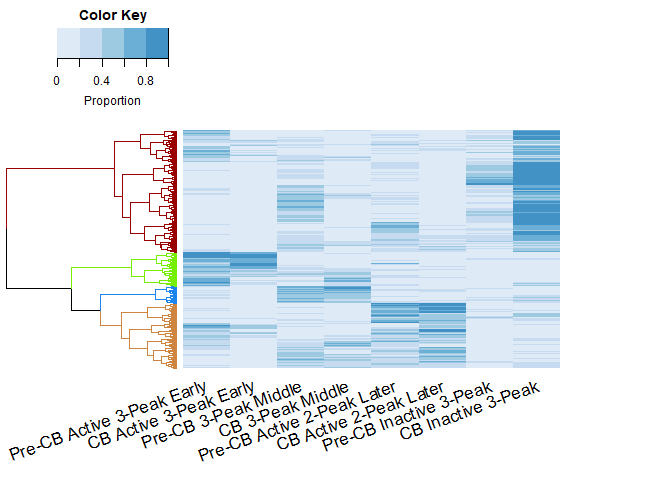 Color Key
0 0.4 0.8
Proportion
Pre-CB Active 3-Peak Early
CB Active 3-Peak Early
Pre-CB 3-Peak Middle
CB 3-Peak Middle
Pre-CB Active 2-Peak Later
CB Active 2-Peak Later
Pre-CB Inactive 3-Peak
CB Inactive 3-Peak